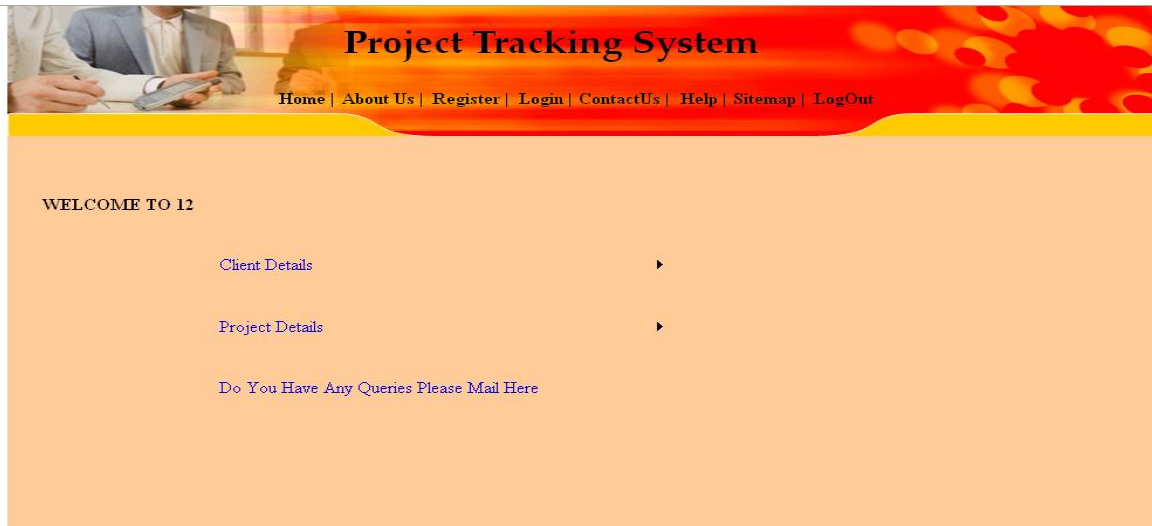 Project Tracking System
Home | About Us | Register | Login | ContactUs | Help | Sitemap | LogOut
WELCOME TO 12
Client Details
Project Details
Do You Have Any Queries Please Mail Here